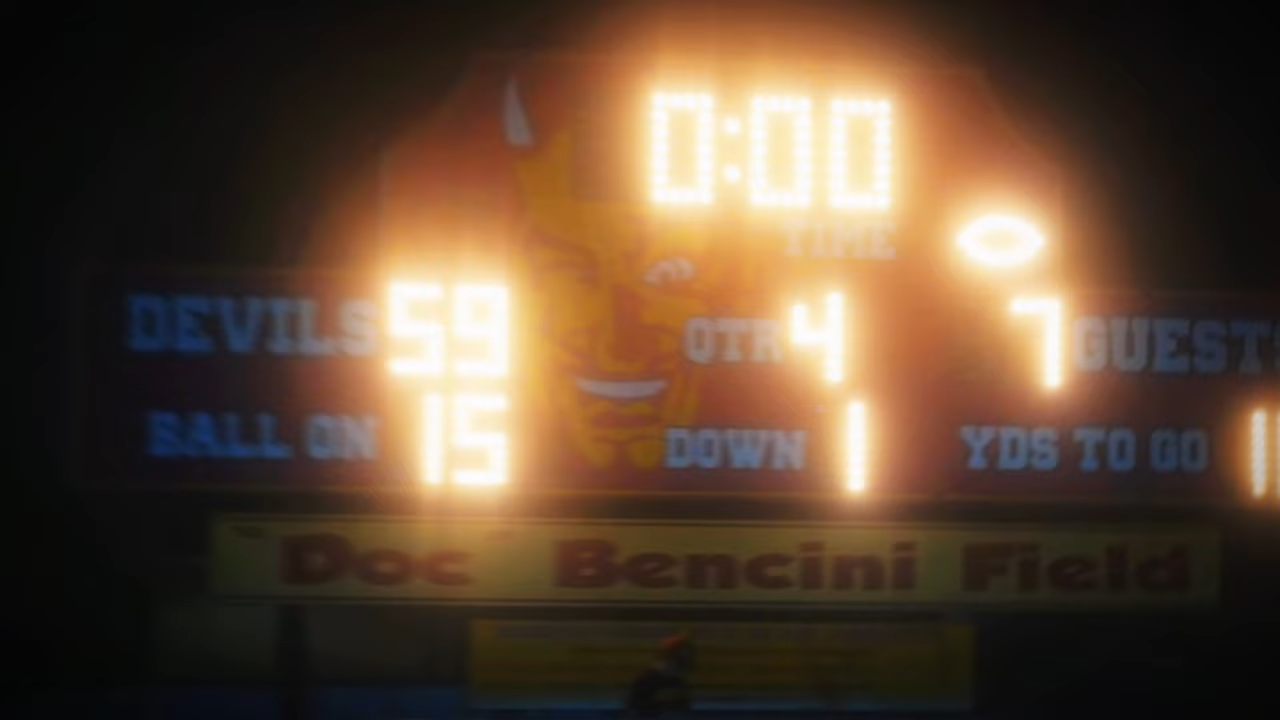 0:00
TIME
DEVILS 59 QTR 4 7 GUEST
BALL ON 15 DOWN 1 YDS TO GO
Doc Bencini Field